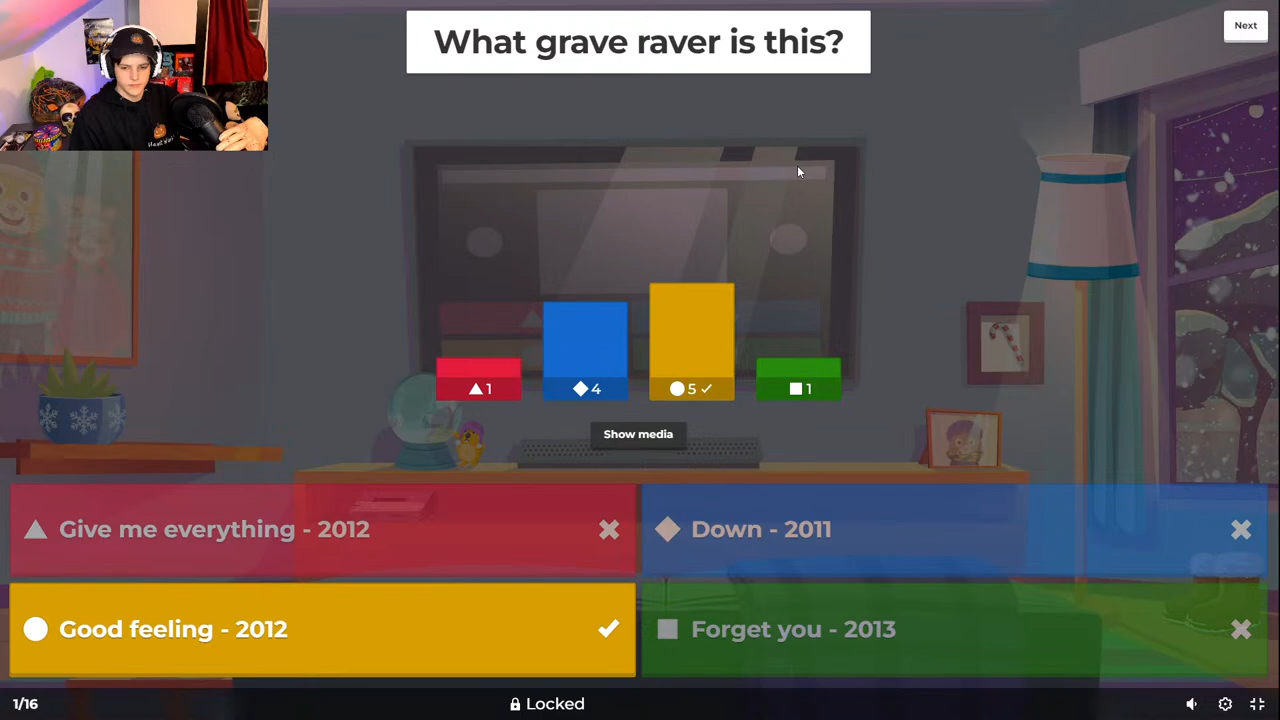 What grave raver is this?
Next
1
4
5
1
Show media
Give me everything - 2012
Down - 2011
Good feeling - 2012
Forget you - 2013
1/16
Locked